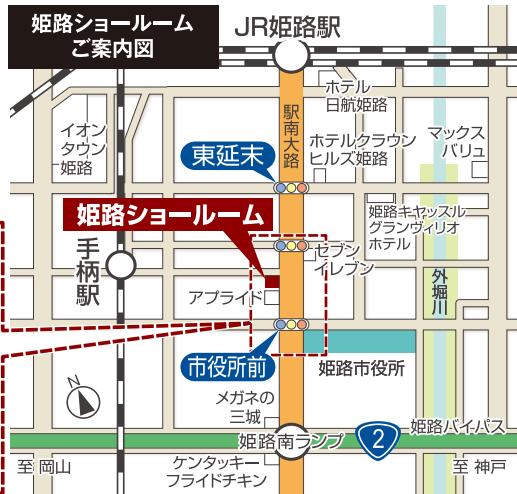 姫路ショールーム
ご案内図
JR姫路駅
ホテル
日航姫路
駅南大路
イオン
タウン
姫路
東延末
ホテルクラウン
ヒルズ姫路
マックス
バリュ
姫路ショールーム
姫路キヤッスル
グランヴィリオ
ホテル
手柄駅
セブン
イレブン
外堀川
アプライド
市役所前
姫路市役所
N
メガネの
三城
姫路南ランプ
2
姫路バイパス
至 岡山
ケンタッキー
フライドチキン
至 神戸